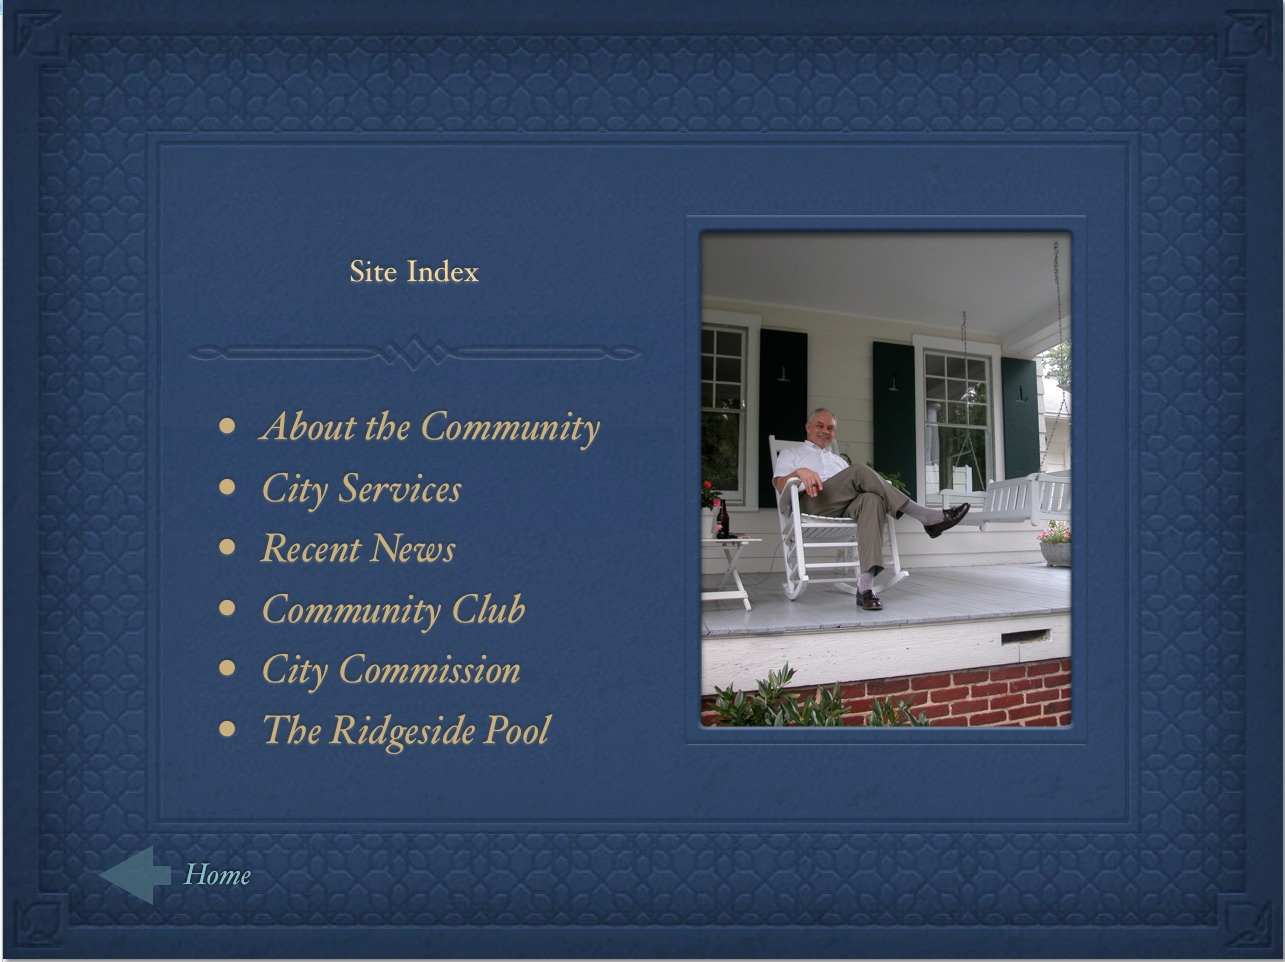 Site Index
About the Community
City Services
Recent News
Community Club
City Commission
The Ridgeside Pool
Home